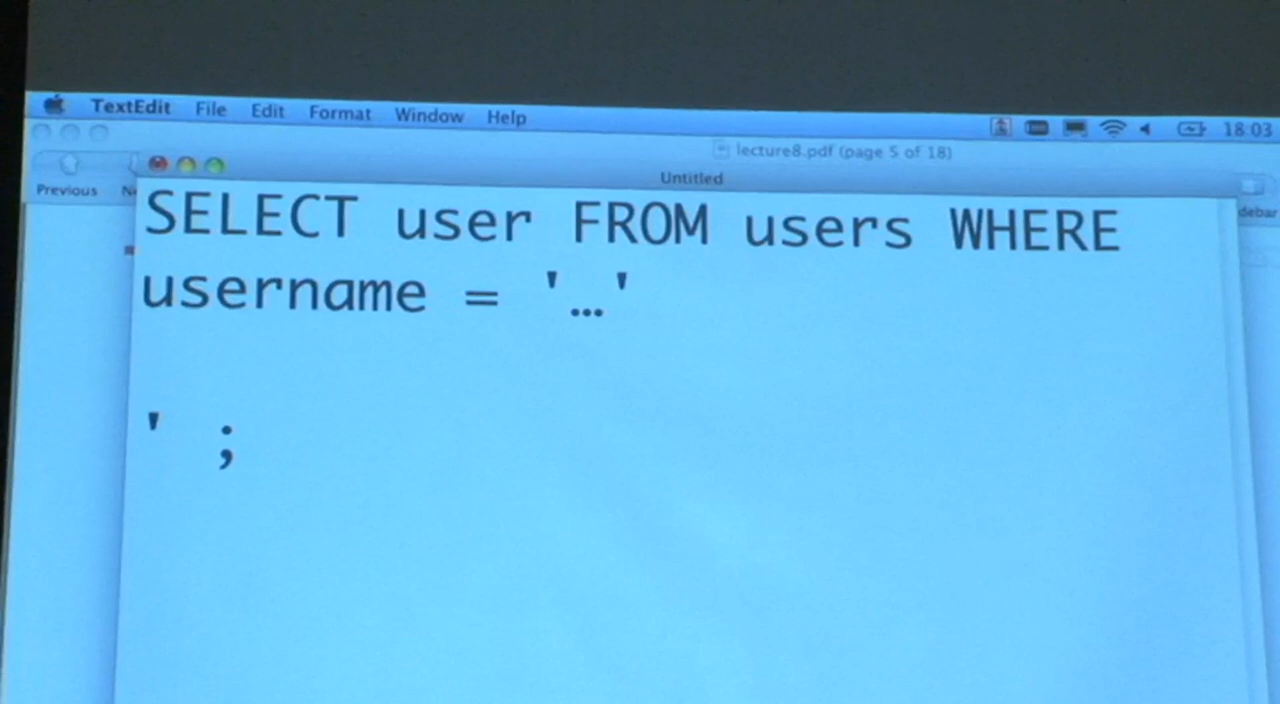 TextEdit File Edit Format Window Help 18:03
lecture8.pdf (page 5 of 18)
Untitled
Previous
SELECT user FROM users WHERE
username = '…'
' ;